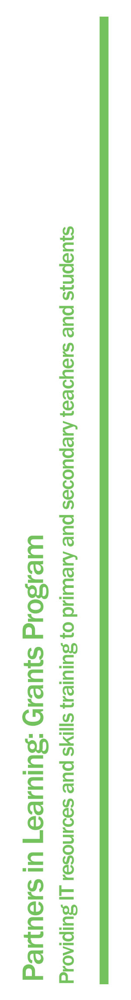 Partners in Learning: Grants Program
Providing IT resources and skills training to primary and secondary teachers and students